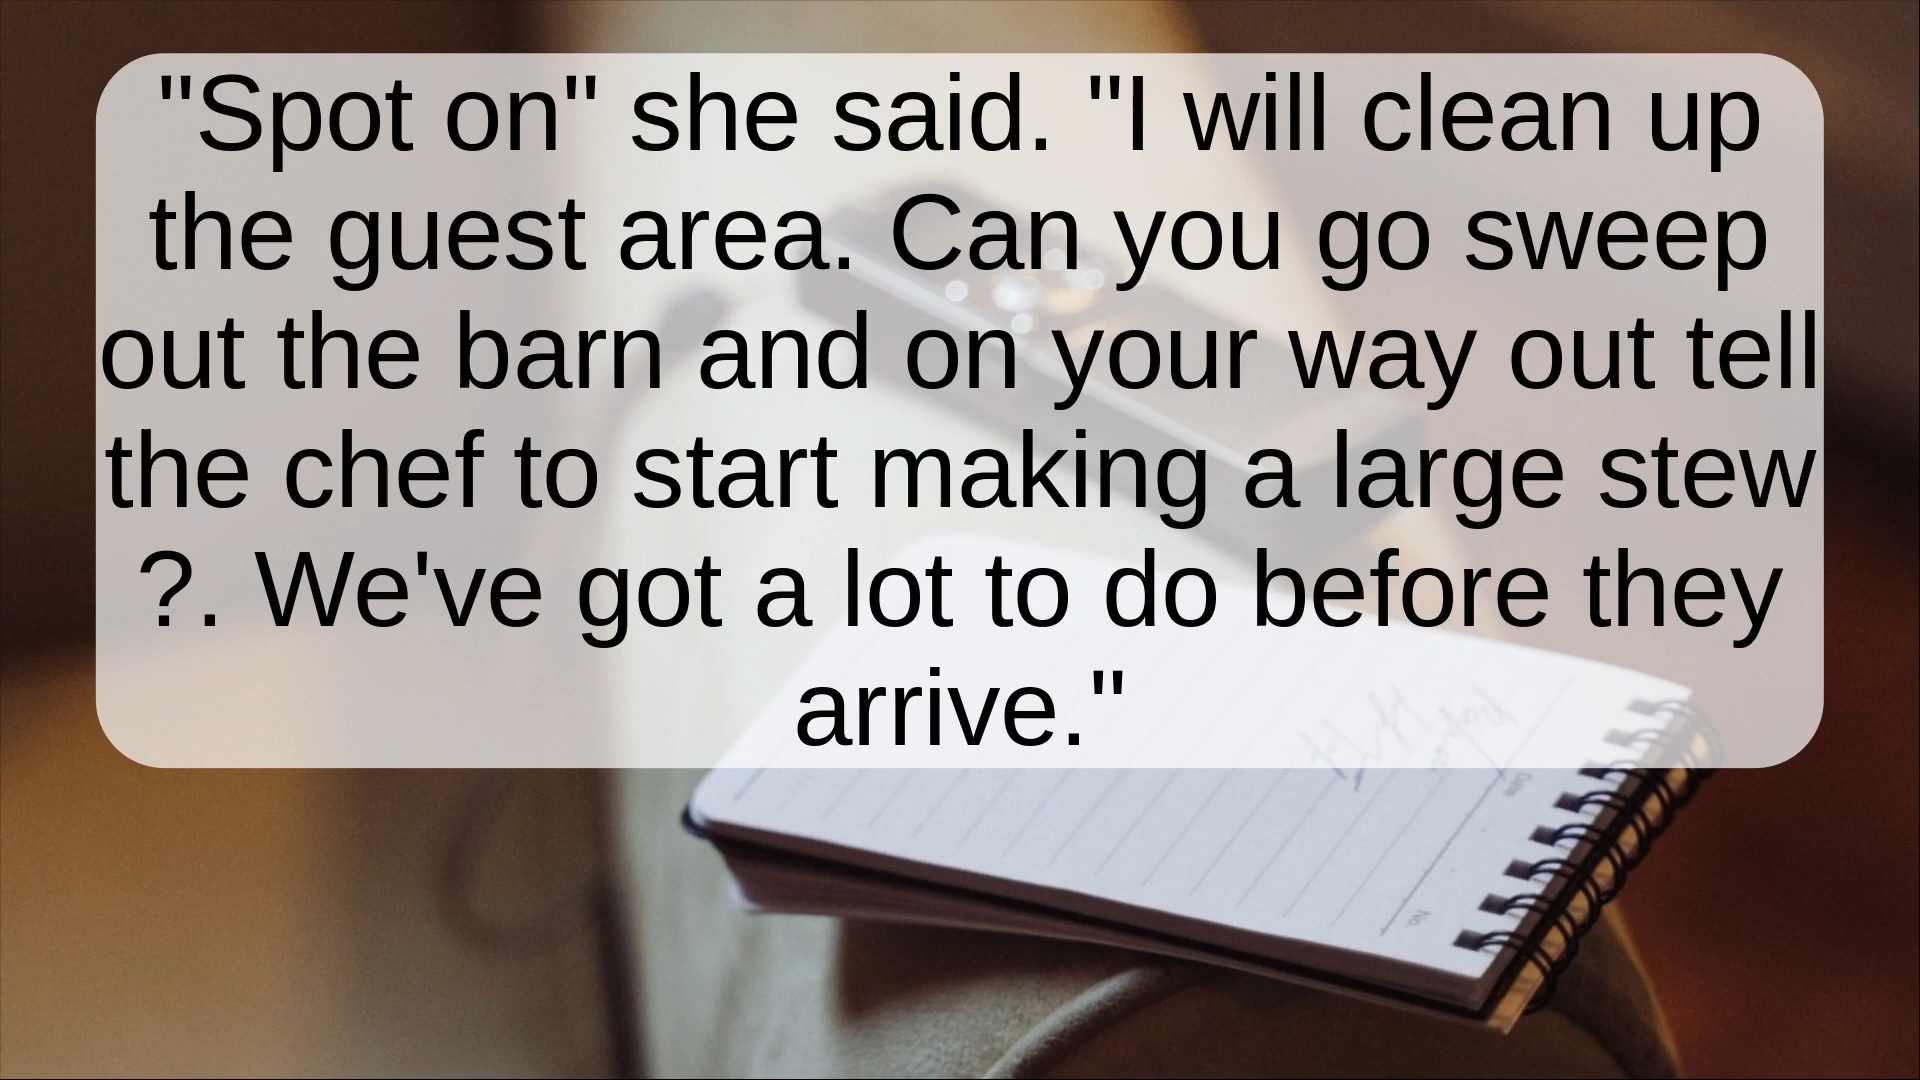 "Spot on" she said. "I will clean up
the guest area. Can you go sweep
out the barn and on your way out tell
the chef to start making a large stew
?. We've got a lot to do before they
arrive."
Date
No.